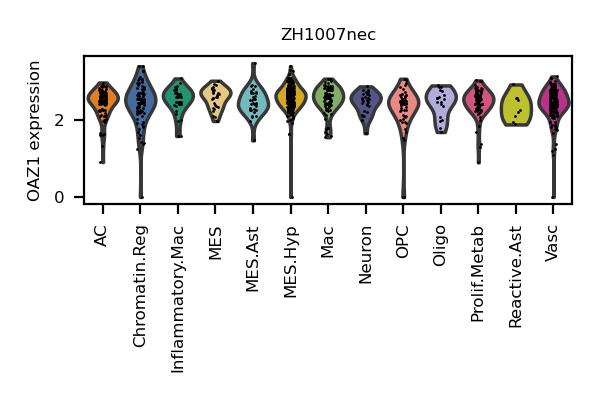 ZH1007nec
OAZ1 expression
2
0
AC
Chromatin.Reg
Inflammatory.Mac
MES
MES.Ast
MES.Hyp
Mac
Neuron
OPC
Oligo
Prolif.Metab
Reactive.Ast
Vasc